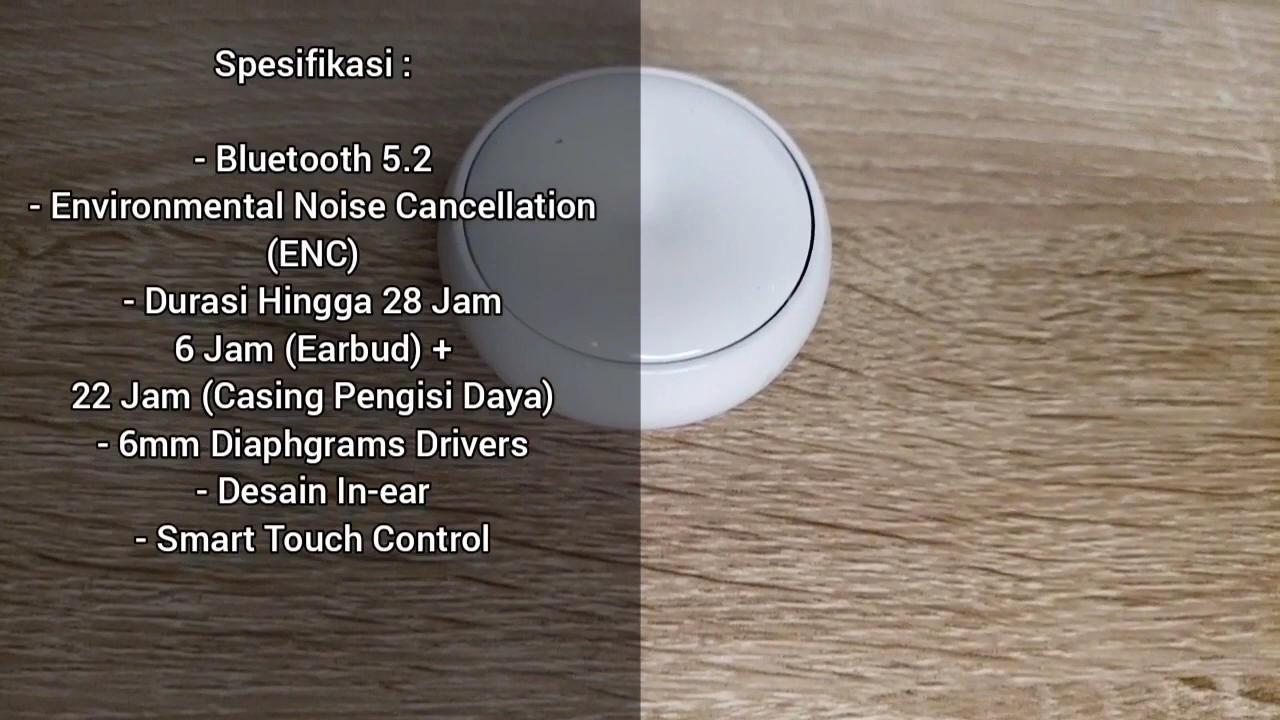 Spesifikasi :
- Bluetooth 5.2
- Environmental Noise Cancellation
(ENC)
- Durasi Hingga 28 Jam
6 Jam (Earbud) +
22 Jam (Casing Pengisi Daya)
- 6mm Diaphgrams Drivers
- Desain In-ear
- Smart Touch Control